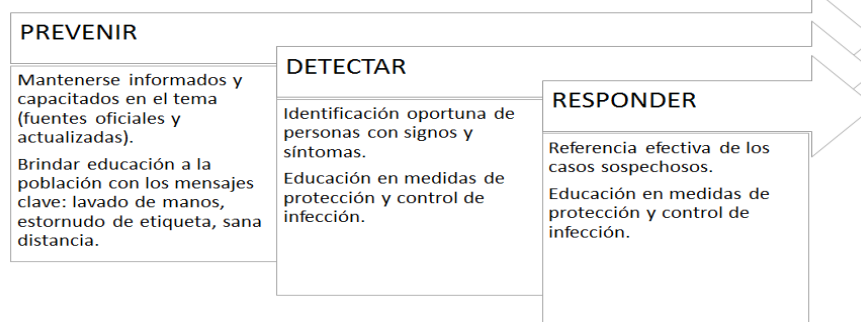 PREVENIR
Mantenerse informados y
capacitados en el tema
(fuentes oficiales y
actualizadas).
Brindar educación a la
población con los mensajes
clave: lavado de manos,
estornudo de etiqueta, sana
distancia.
DETECTAR
Identificación oportuna de
personas con signos y
síntomas.
Educación en medidas de
protección y control de
infección.
RESPONDER
Referencia efectiva de los
casos sospechosos.
Educación en medidas de
protección y control de
infección.